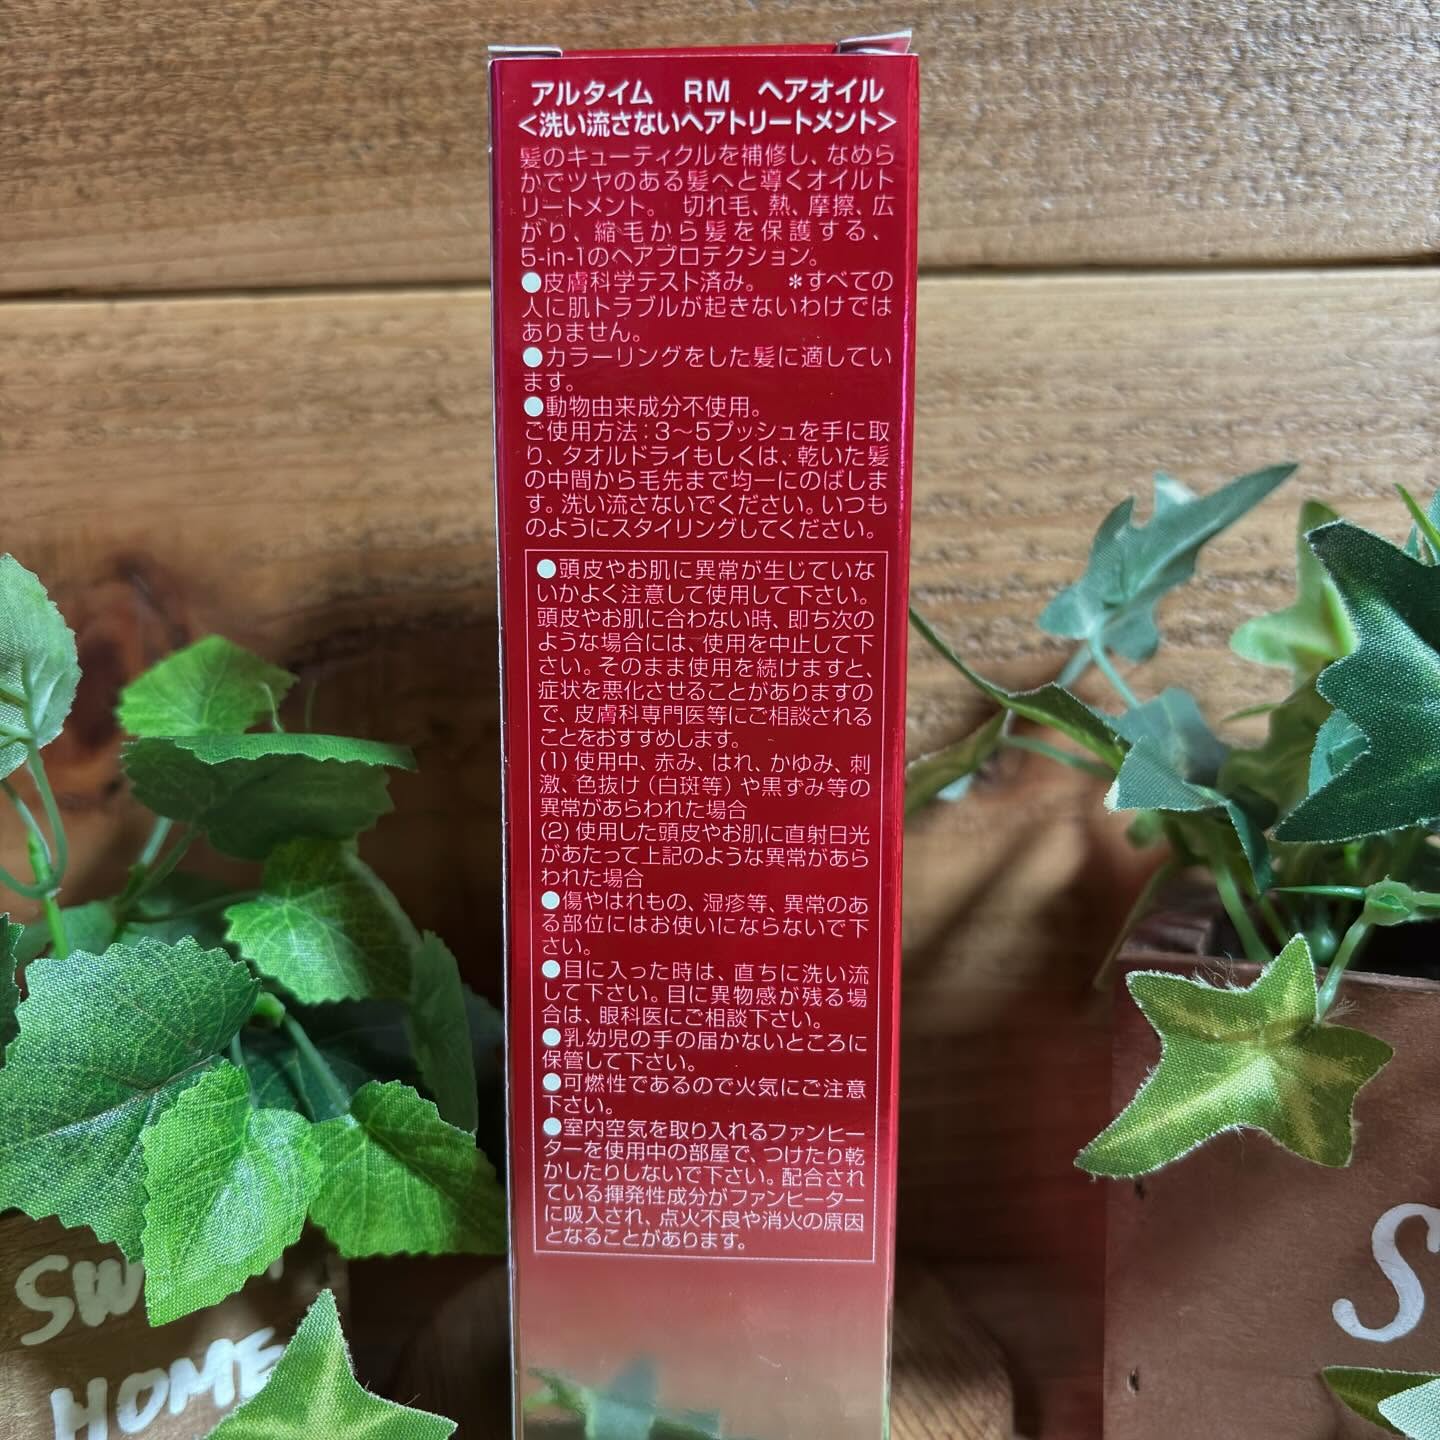 アルタイム RM ヘアオイル
<洗い流さないヘアトリートメント>
髪のキューティクルを補修し、なめら
かでツヤのある髪へと導くオイルト
リートメント。 切れ毛、熱、摩擦、広
がり、縮毛から髪を保護する、
5-in-1のヘアプロテクション。
●皮膚科学テスト済み。 *すべての
人に肌トラブルが起きないわけでは
ありません。
●カラーリングをした髪に適してい
ます。
●動物由来成分不使用。
ご使用方法：3～5プッシュを手に取
り、タオルドライもしくは、乾いた髪
の中間から毛先まで均一にのばしま
す。洗い流さないでください。いつも
のようにスタイリングしてください。
●頭皮やお肌に異常が生じていな
いかよく注意して使用して下さい。
頭皮やお肌に合わない時、即ち次の
ような場合には、使用を中止して下
さい。そのまま使用を続けますと、
症状を悪化させることがありますの
で、皮膚科専門医等にご相談される
ことをおすすめします。
(1) 使用中、赤み、はれ、かゆみ、刺
激、色抜け（白斑等）や黒ずみ等の
異常があらわれた場合
(2) 使用した頭皮やお肌に直射日光
があたって上記のような異常があら
われた場合
●傷やはれもの、湿疹等、異常のあ
る部位にはお使いにならないで下
さい。
●目に入った時は、直ちに洗い流
して下さい。目に異物感が残る場
合は、眼科医にご相談下さい。
●乳幼児の手の届かないところに
保管して下さい。
●可燃性であるので火気にご注意
下さい。
●室内空気を取り入れるファンヒー
ターを使用中の部屋で、つけたり乾
かしたりしないで下さい。配合され
ている揮発性成分がファンヒーター
に吸入され、点火不良や消火の原因
となることがあります。
HOME